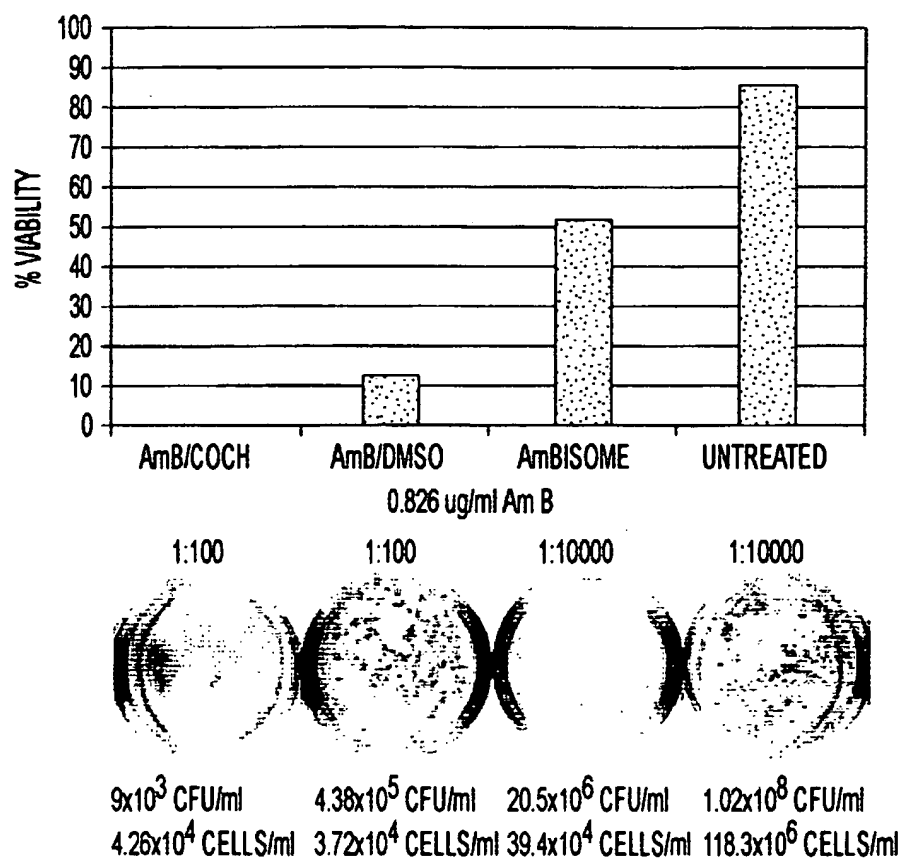 100
90
80
70
60
50
40
30
20
10
0
% VIABILITY
AmB/COCH AmB/DMSO AmBISOME UNTREATED
0.826 ug/ml Am B
1:100 1:100 1:10000 1:10000
9x10³ CFU/ml 4.38x10⁵ CFU/ml 20.5x10⁶ CFU/ml 1.02x10⁸ CFU/ml
4.26x10⁴ CELLS/ml 3.72x10⁴ CELLS/ml 39.4x10⁴ CELLS/ml 118.3x10⁶ CELLS/ml